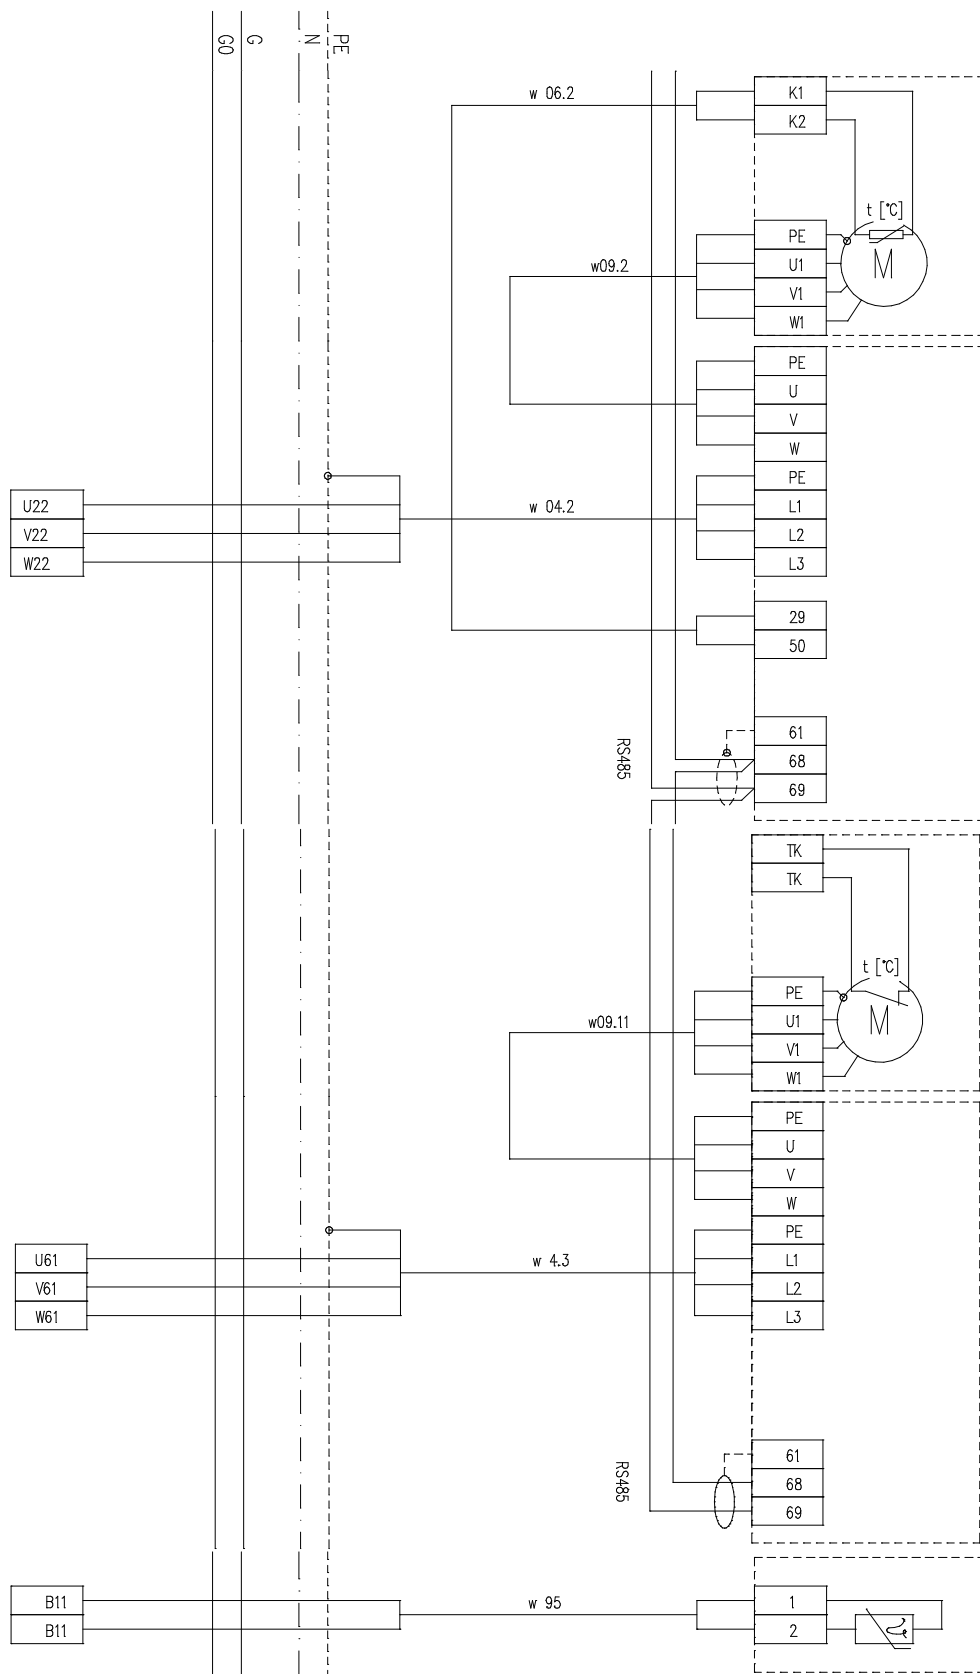 G0
G
N
PE
w 06.2
K1
K2
t [°C]
M
w09.2
PE
U1
V1
W1
PE
U
V
W
PE
L1
L2
L3
w 04.2
U22
V22
W22
29
50
61
68
69
RS485
TK
TK
t [°C]
M
w09.11
PE
U1
V1
W1
PE
U
V
W
PE
L1
L2
L3
w 4.3
U61
V61
W61
61
68
69
RS485
B11
B11
w 95
1
2